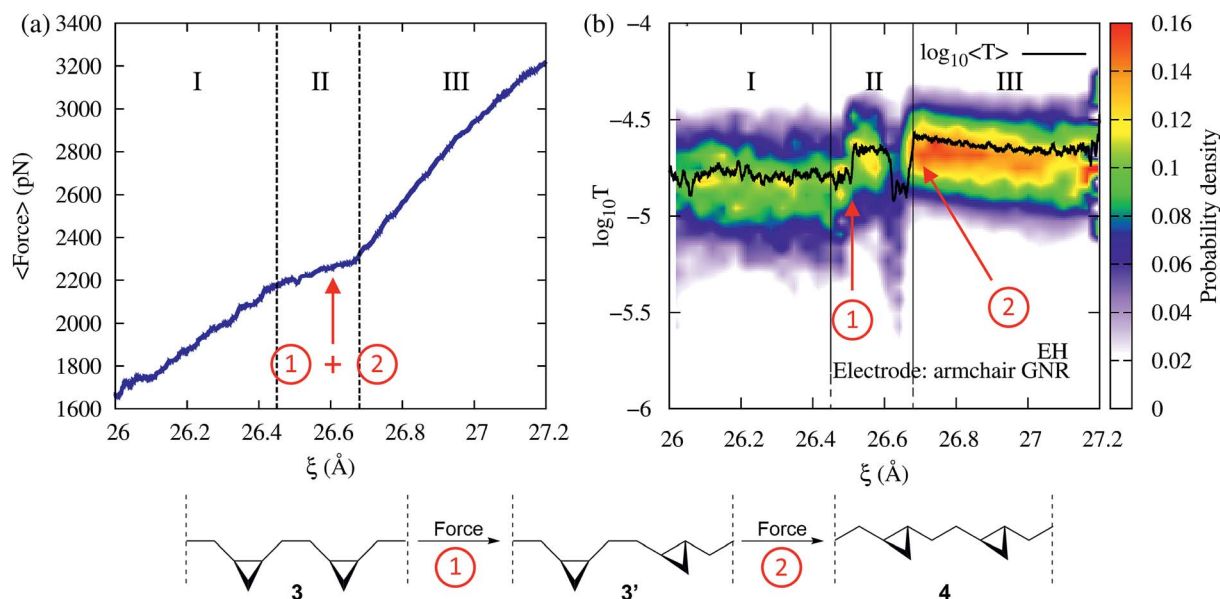 (a)
<Force> (pN)
3400
3200
3000
2800
2600
2400
2200
2000
1800
1600
I
II
III
1 + 2
26
26.2
26.4
26.6
26.8
27
27.2
ξ (Å)
(b)
log10T
−4
−4.5
−5
−5.5
−6
log10<T>
I
II
III
1
2
EH
Electrode: armchair GNR
26
26.2
26.4
26.6
26.8
27
27.2
ξ (Å)
0.16
0.14
0.12
0.1
0.08
0.06
0.04
0.02
0
Probability density
Force
1
Force
2
3
3’
4